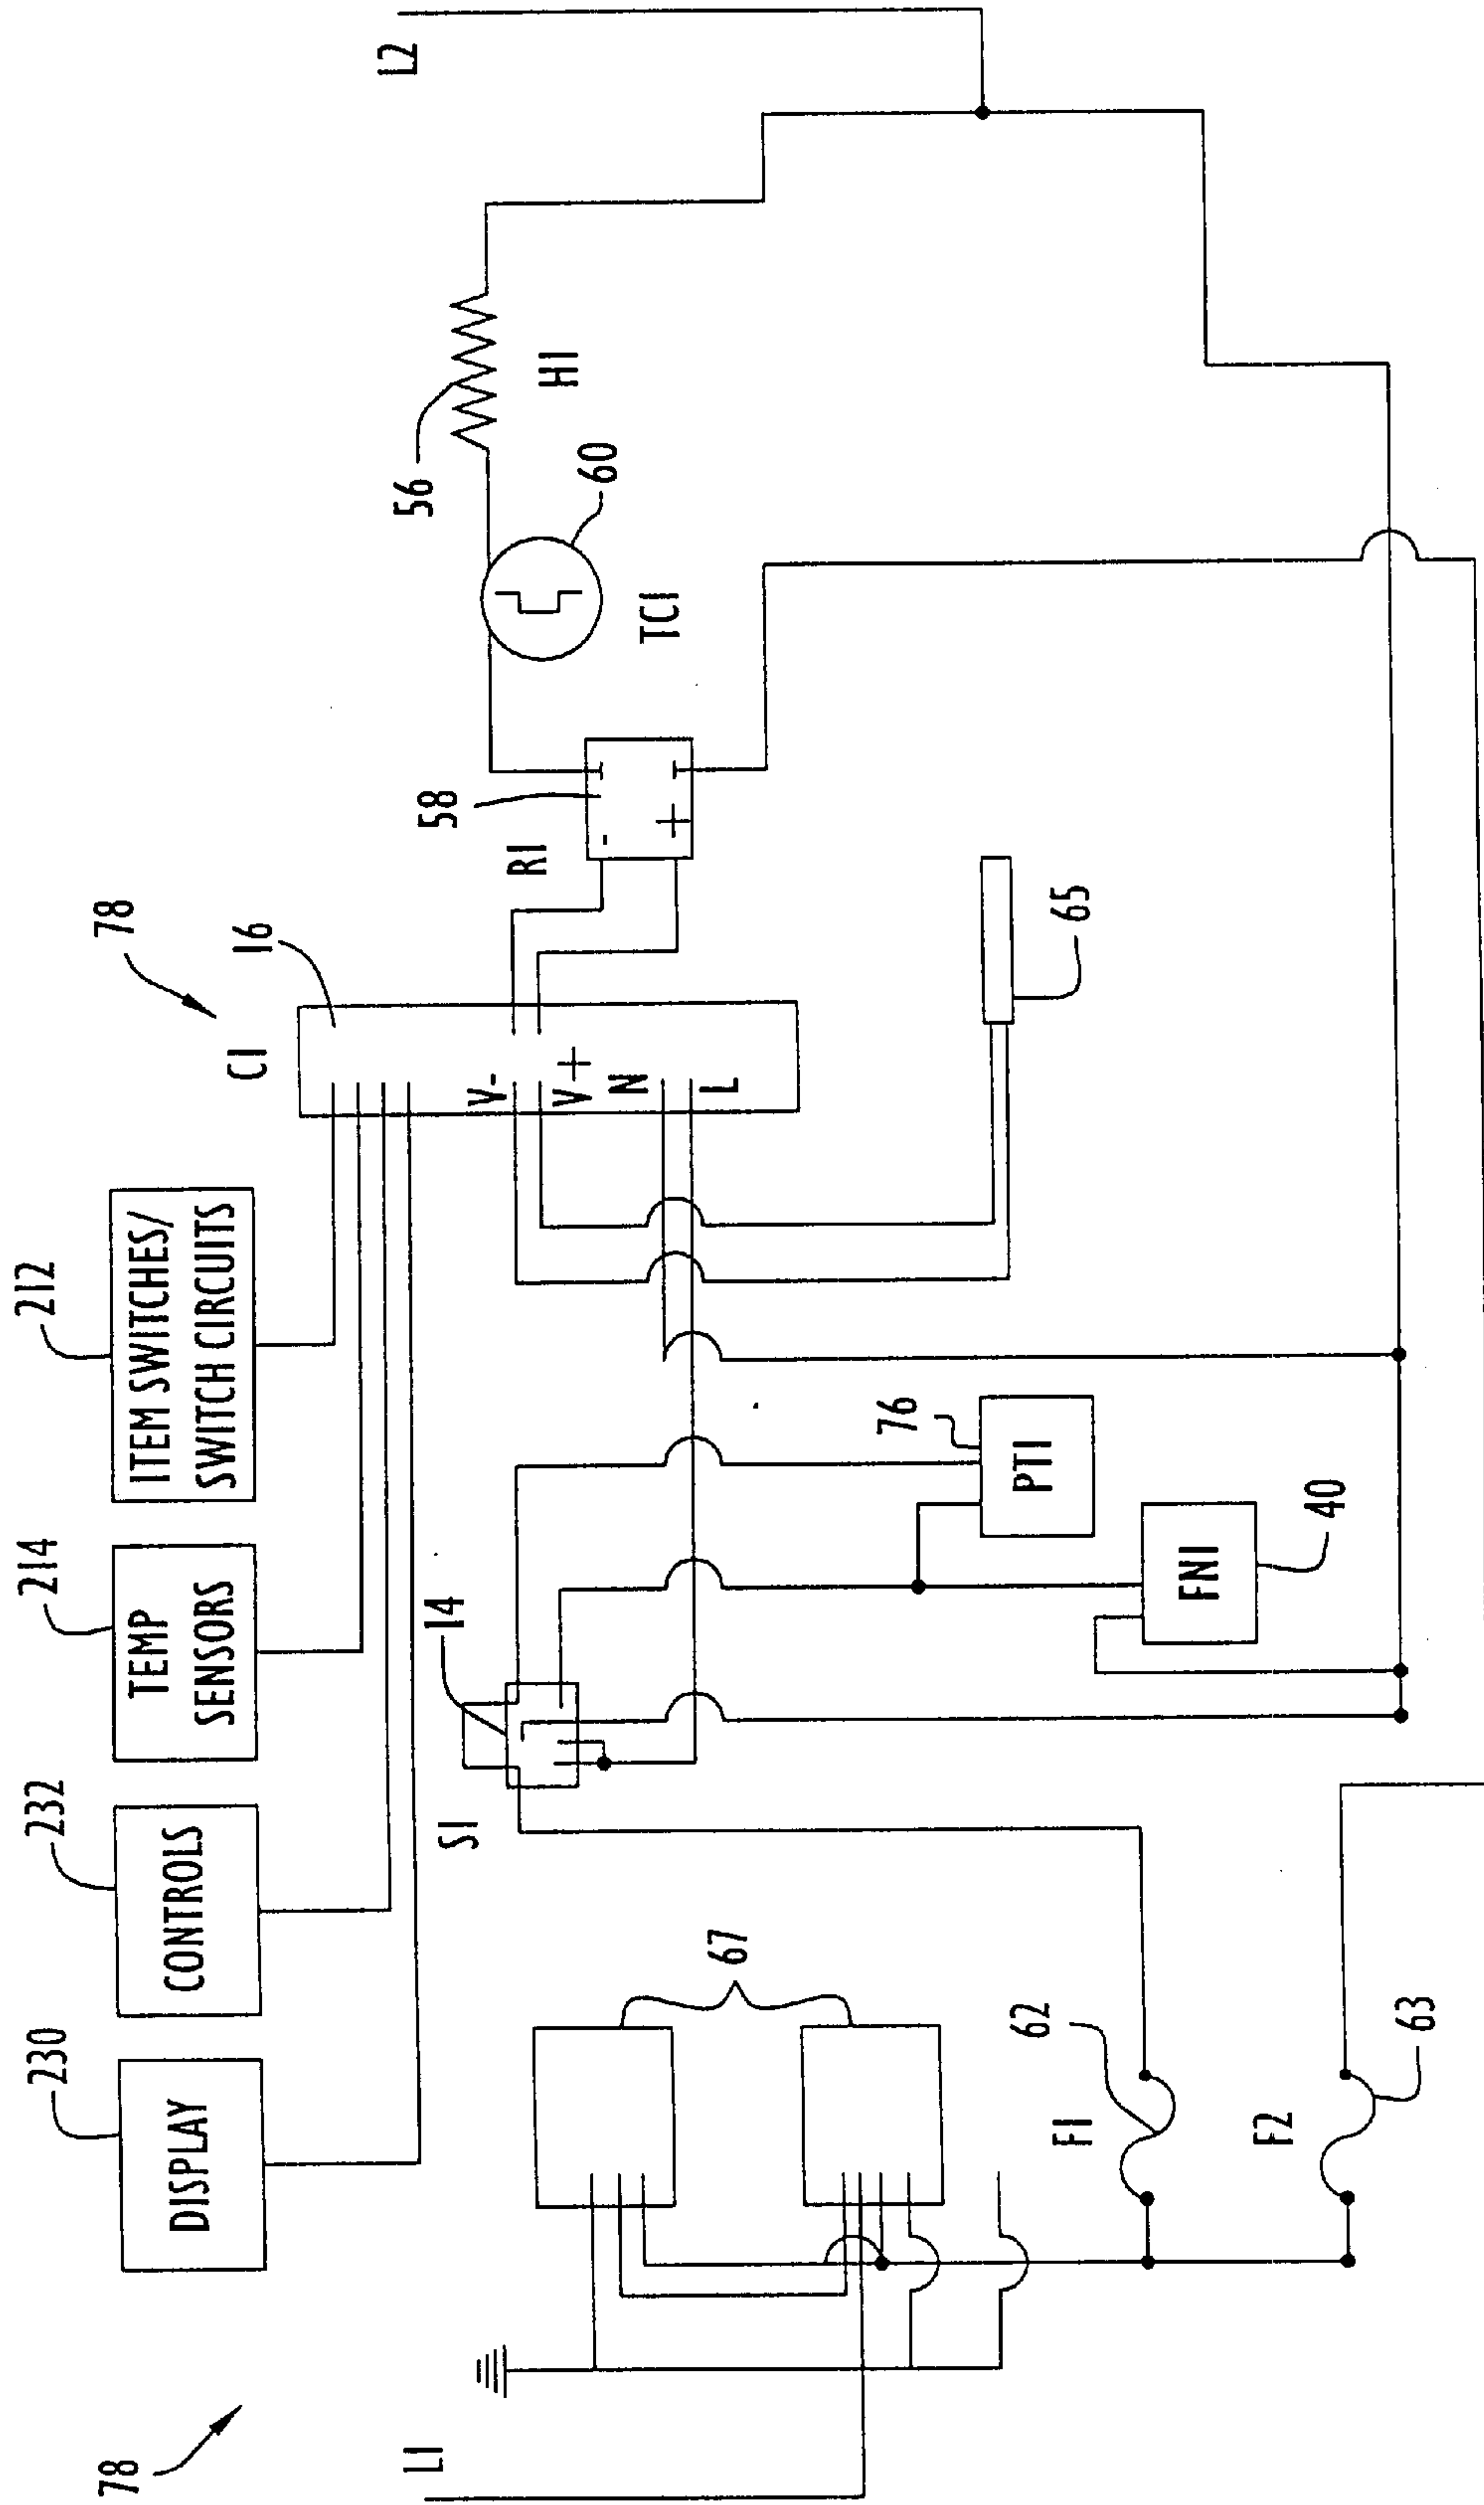 78
230
DISPLAY
232
CONTROLS
214
TEMP
SENSORS
212
ITEM SWITCHES/
SWITCH CIRCUITS
78
C1
16
V-
V+
N
L
58
R1
-
+
TC1
60
56
H1
L2
L1
67
S1
14
76
PT1
FN1
40
65
62
F1
F2
63